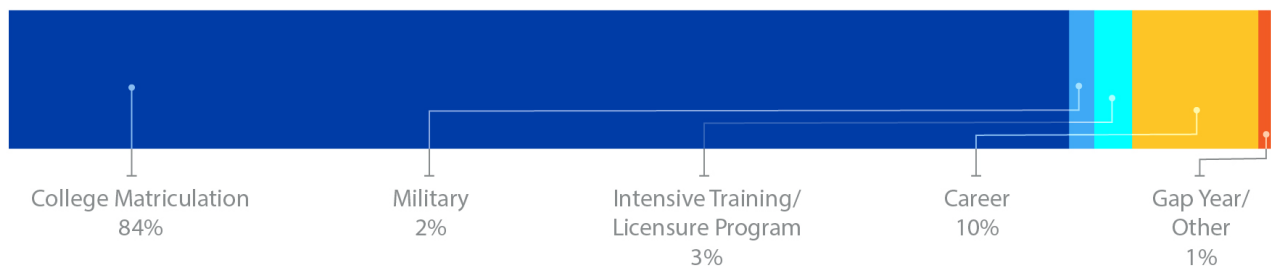 College Matriculation
84%
Military
2%
Intensive Training/
Licensure Program
3%
Career
10%
Gap Year/
Other
1%